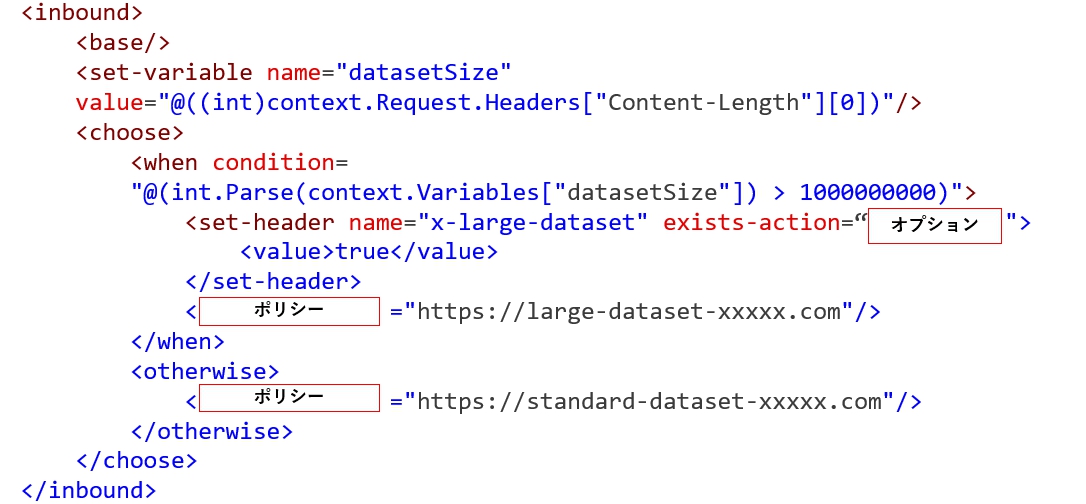 <inbound>
<base/>
<set-variable name="datasetSize"
value="@((int)context.Request.Headers["Content-Length"][0])"/>
<choose>
<when condition=
"@(int.Parse(context.Variables["datasetSize"]) > 1000000000)">
<set-header name="x-large-dataset" exists-action=“ オプション ">
<value>true</value>
</set-header>
< ポリシー ="https://large-dataset-xxxxx.com"/>
</when>
<otherwise>
< ポリシー ="https://standard-dataset-xxxxx.com"/>
</otherwise>
</choose>
</inbound>